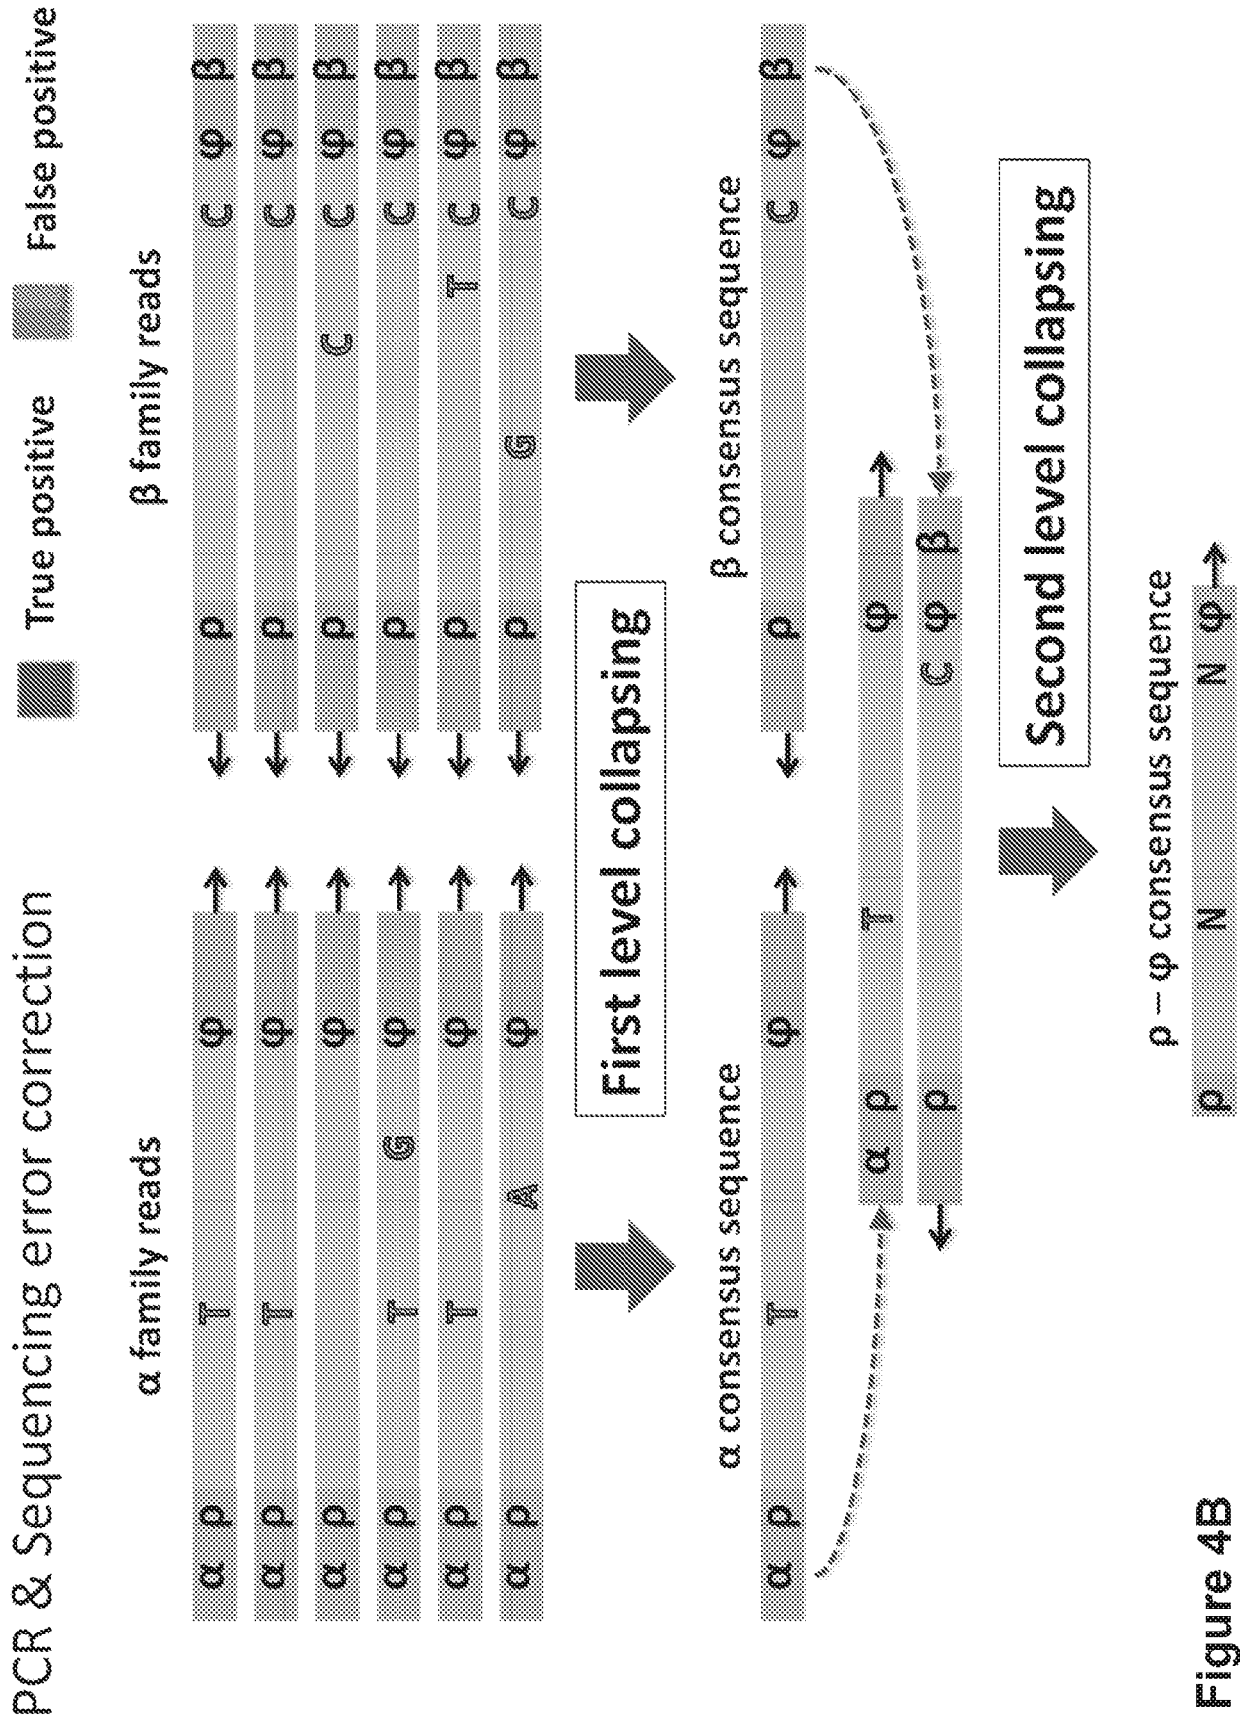 PCR & Sequencing error correction
True positive
False positive
α family reads
β family reads
α ρ T φ
ρ C φ β
α ρ T φ
ρ C φ β
α ρ φ
ρ C C φ β
α ρ T G φ
ρ C φ β
α ρ T φ
ρ T C φ β
α ρ A φ
ρ G C φ β
First level collapsing
α consensus sequence
β consensus sequence
α ρ T φ
ρ C φ β
α ρ T φ
ρ C φ β
Second level collapsing
ρ – φ consensus sequence
ρ N N φ
Figure 4B